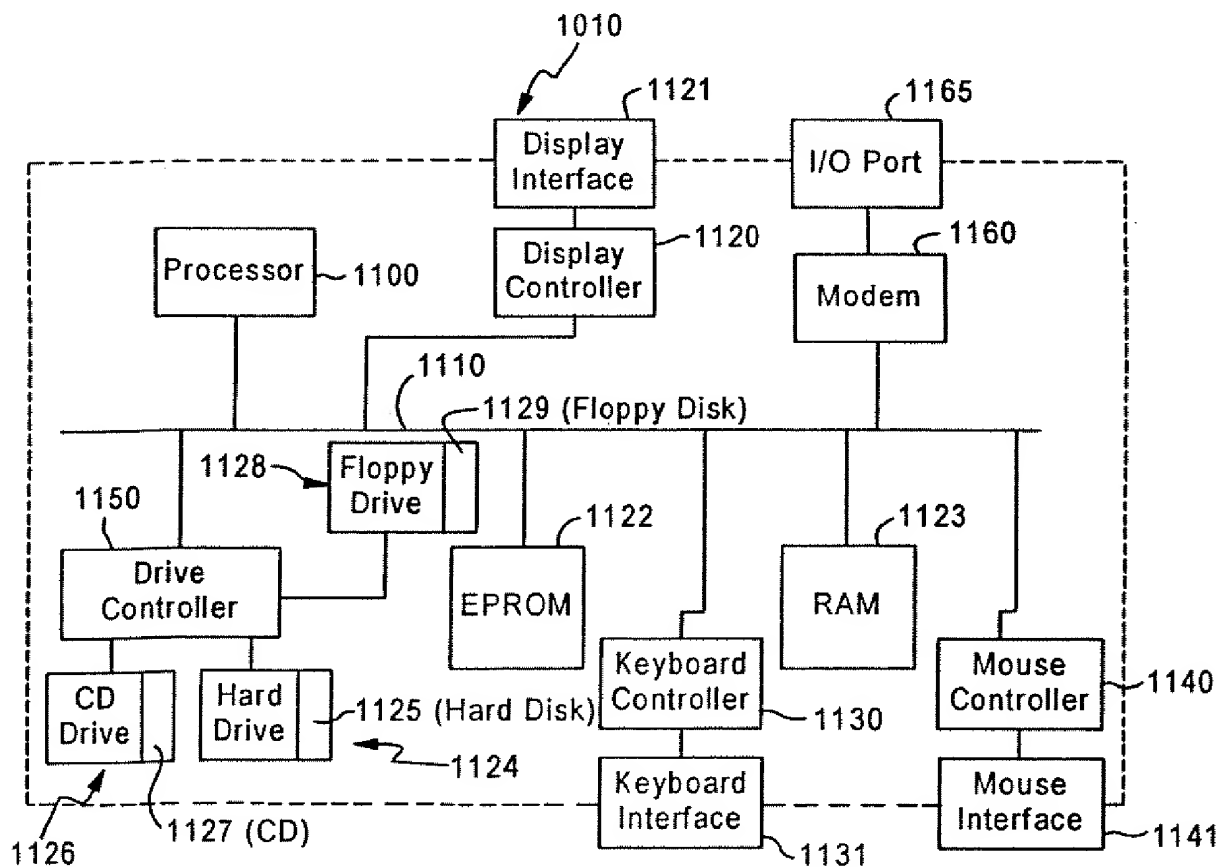 1010
1121
1165
Display
Interface
I/O Port
1120
1160
Display
Controller
Processor
1100
Modem
1110
1129 (Floppy Disk)
1128
Floppy
Drive
1150
1122
1123
Drive
Controller
EPROM
RAM
Keyboard
Controller
Mouse
Controller
CD
Drive
Hard
Drive
1125 (Hard Disk)
1130
1140
1124
Keyboard
Interface
Mouse
Interface
1126
1127 (CD)
1131
1141